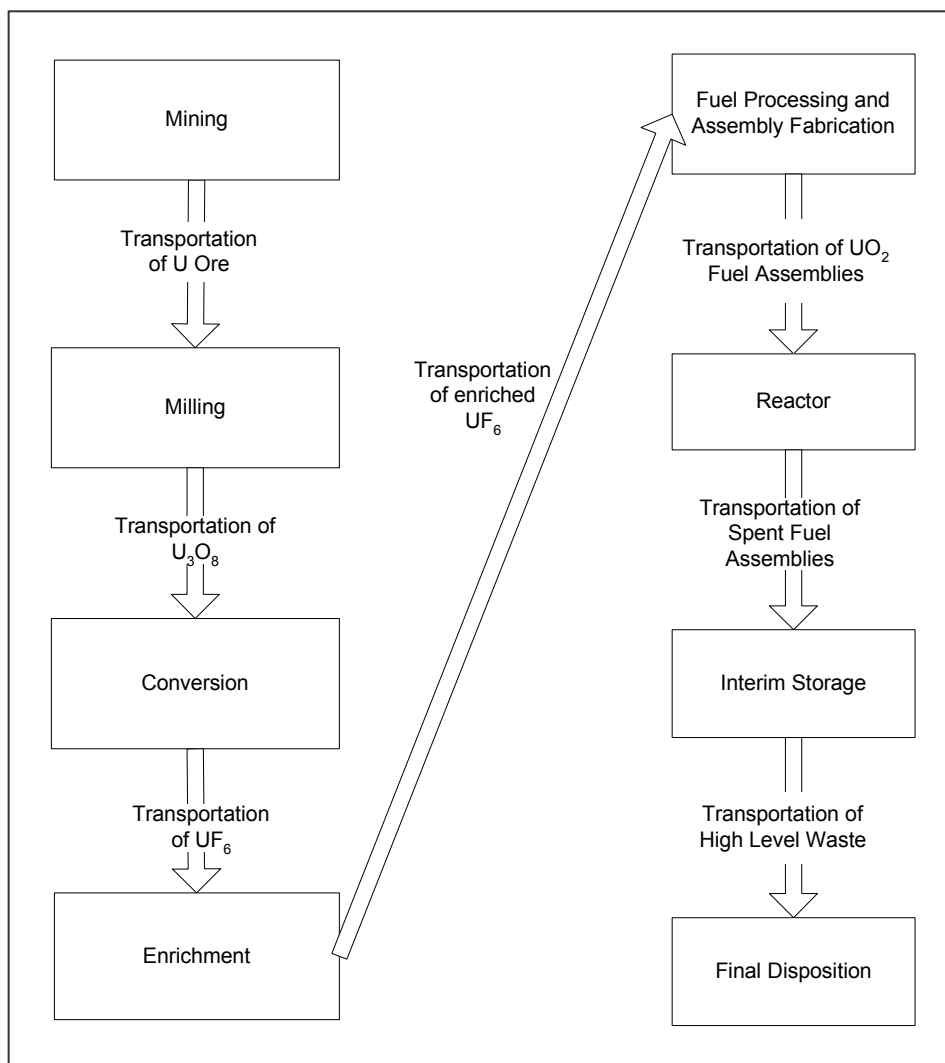 Mining
Transportation
of U Ore
Milling
Transportation of
U₃O₈
Conversion
Transportation
of UF₆
Enrichment
Transportation
of enriched
UF₆
Fuel Processing and
Assembly Fabrication
Transportation of UO₂
Fuel Assemblies
Reactor
Transportation of
Spent Fuel
Assemblies
Interim Storage
Transportation of
High Level Waste
Final Disposition